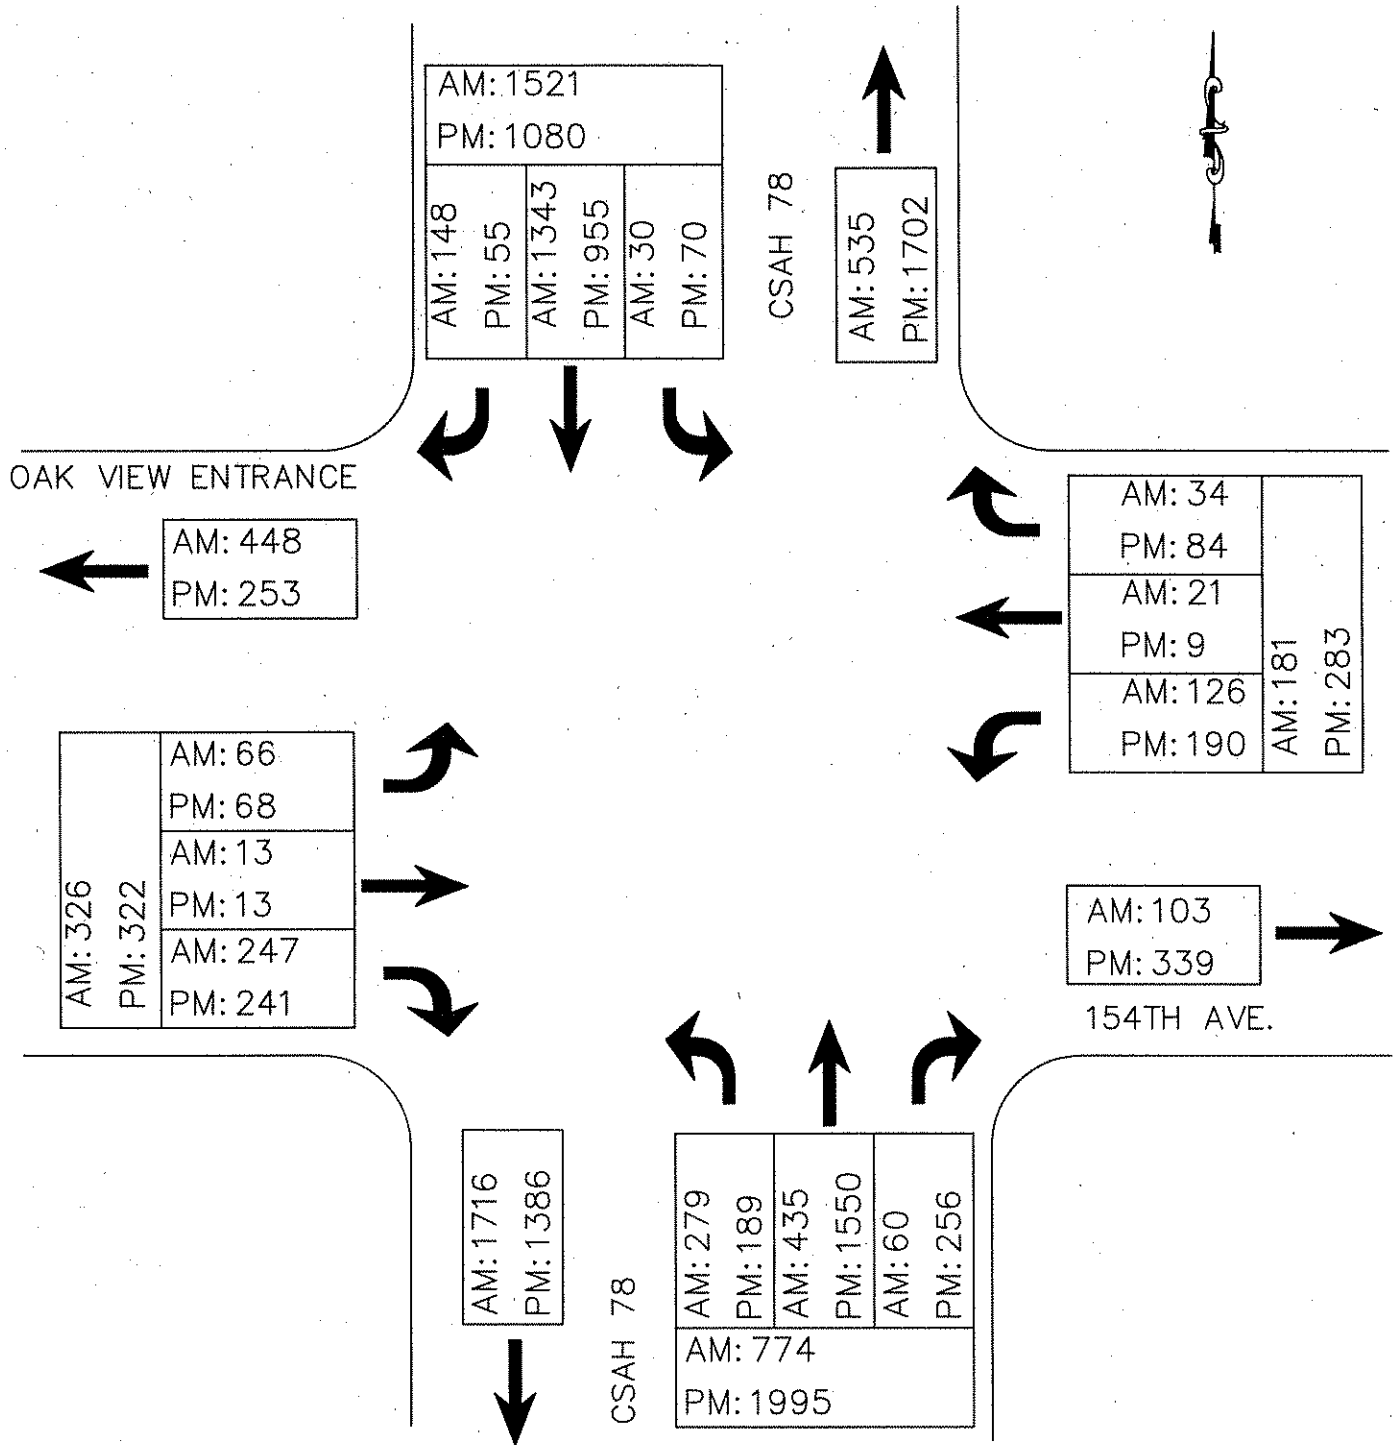 AM: 1521
PM: 1080
AM: 148
PM: 55
AM: 1343
PM: 955
AM: 30
PM: 70
CSAH 78
AM: 535
PM: 1702
OAK VIEW ENTRANCE
AM: 448
PM: 253
AM: 34
PM: 84
AM: 21
PM: 9
AM: 126
PM: 190
AM: 181
PM: 283
AM: 326
PM: 322
AM: 66
PM: 68
AM: 13
PM: 13
AM: 247
PM: 241
AM: 103
PM: 339
154TH AVE.
AM: 1716
PM: 1386
CSAH 78
AM: 279
PM: 189
AM: 435
PM: 1550
AM: 60
PM: 256
AM: 774
PM: 1995